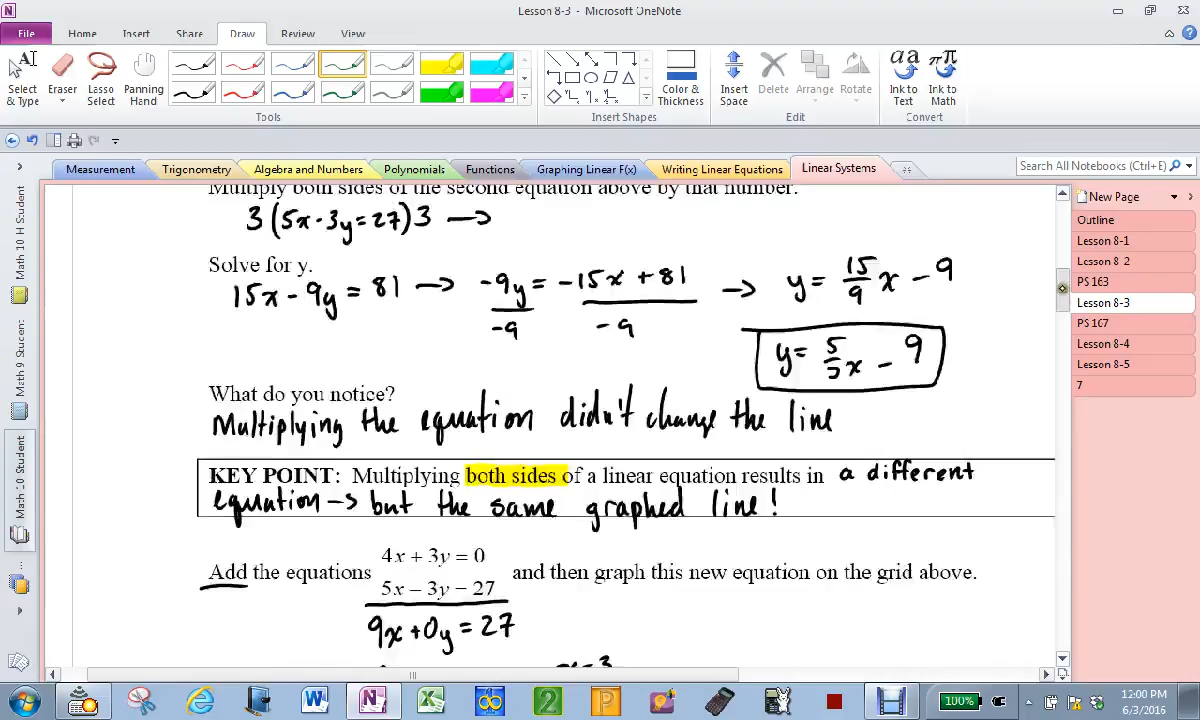 Lesson 8-3 - Microsoft OneNote
File Home Insert Share Draw Review View
Select & Type
Eraser
Lasso Select
Panning Hand
Color & Thickness
Insert Space
Delete
Arrange
Rotate
Ink to Text
Ink to Math
Tools
Insert Shapes
Edit
Convert
Measurement Trigonometry Algebra and Numbers Polynomials Functions Graphing Linear F(x) Writing Linear Equations Linear Systems
Search All Notebooks (Ctrl+E)
New Page
Outline
Lesson 8-1
Lesson 8-2
PS 163
Lesson 8-3
PS 167
Lesson 8-4
Lesson 8-5
7
Math 10 H Student
Math 9 Student
Math 10 Student
Multiply both sides of the second equation above by that number.
3(5x-3y=27)3 →
Solve for y.
15x - 9y = 81 → -9y = -15x + 81 → y = 15/9 x - 9
-9 -9
y = 5/3 x - 9
What do you notice?
Multiplying the equation didn't change the line
KEY POINT: Multiplying both sides of a linear equation results in a different
equation → but the same graphed line!
4x + 3y = 0
Add the equations and then graph this new equation on the grid above.
5x - 3y = 27
9x + 0y = 27
100%
12:00 PM
6/3/2016